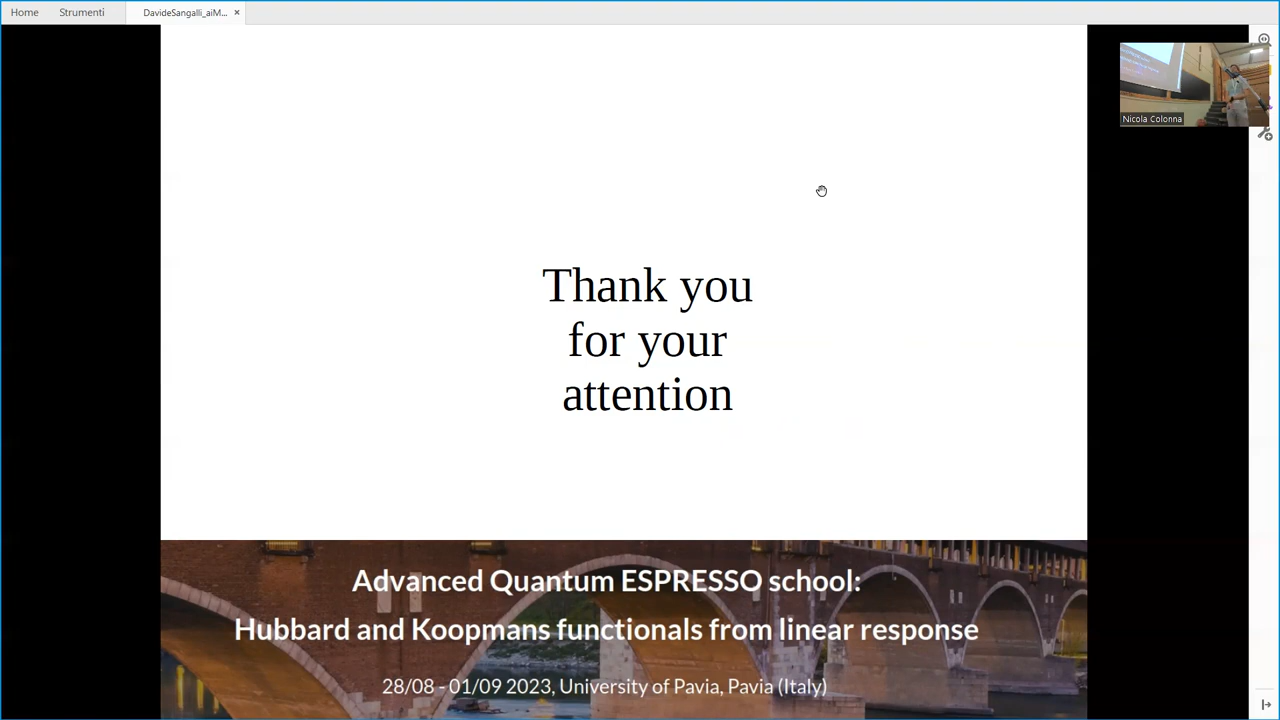 Home
Strumenti
DavideSangalli_aiM...
Nicola Colonna
Thank you
for your
attention
Advanced Quantum ESPRESSO school:
Hubbard and Koopmans functionals from linear response
28/08 - 01/09 2023, University of Pavia, Pavia (Italy)